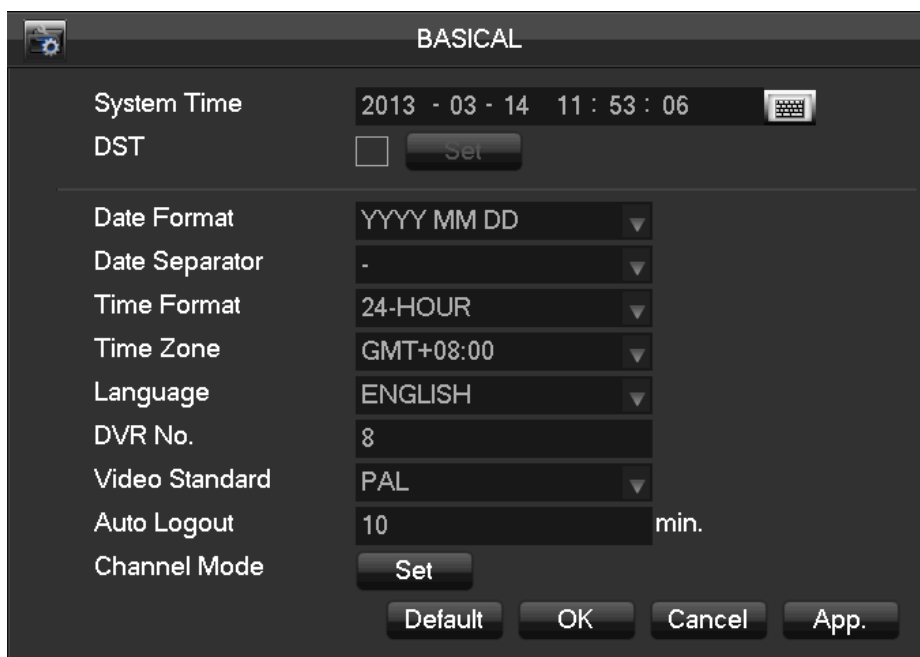 BASICAL
System Time 2013 - 03 - 14 11 : 53 : 06
DST Set
Date Format YYYY MM DD
Date Separator -
Time Format 24-HOUR
Time Zone GMT+08:00
Language ENGLISH
DVR No. 8
Video Standard PAL
Auto Logout 10 min.
Channel Mode Set
Default OK Cancel App.